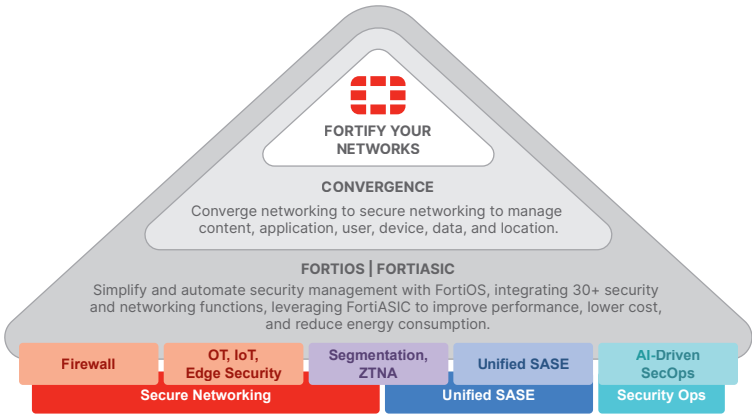 FORTIFY YOUR
NETWORKS
CONVERGENCE
Converge networking to secure networking to manage
content, application, user, device, data, and location.
FORTIOS | FORTIASIC
Simplify and automate security management with FortiOS, integrating 30+ security
and networking functions, leveraging FortiASIC to improve performance, lower cost,
and reduce energy consumption.
Firewall
OT, IoT,
Edge Security
Segmentation,
ZTNA
Unified SASE
AI-Driven
SecOps
Secure Networking
Unified SASE
Security Ops